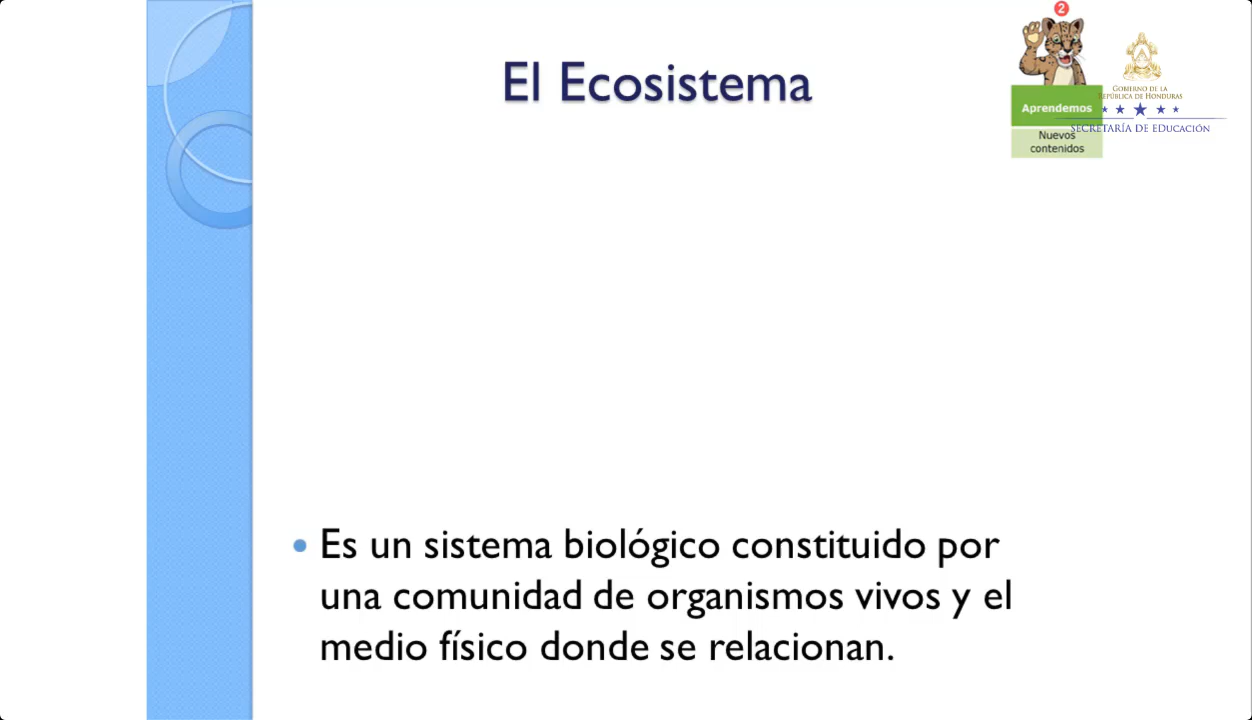 El Ecosistema
2
Aprendemos
Nuevos
contenidos
GOBIERNO DE LA
REPÚBLICA DE HONDURAS
SECRETARÍA DE EDUCACIÓN
Es un sistema biológico constituido por
una comunidad de organismos vivos y el
medio físico donde se relacionan.